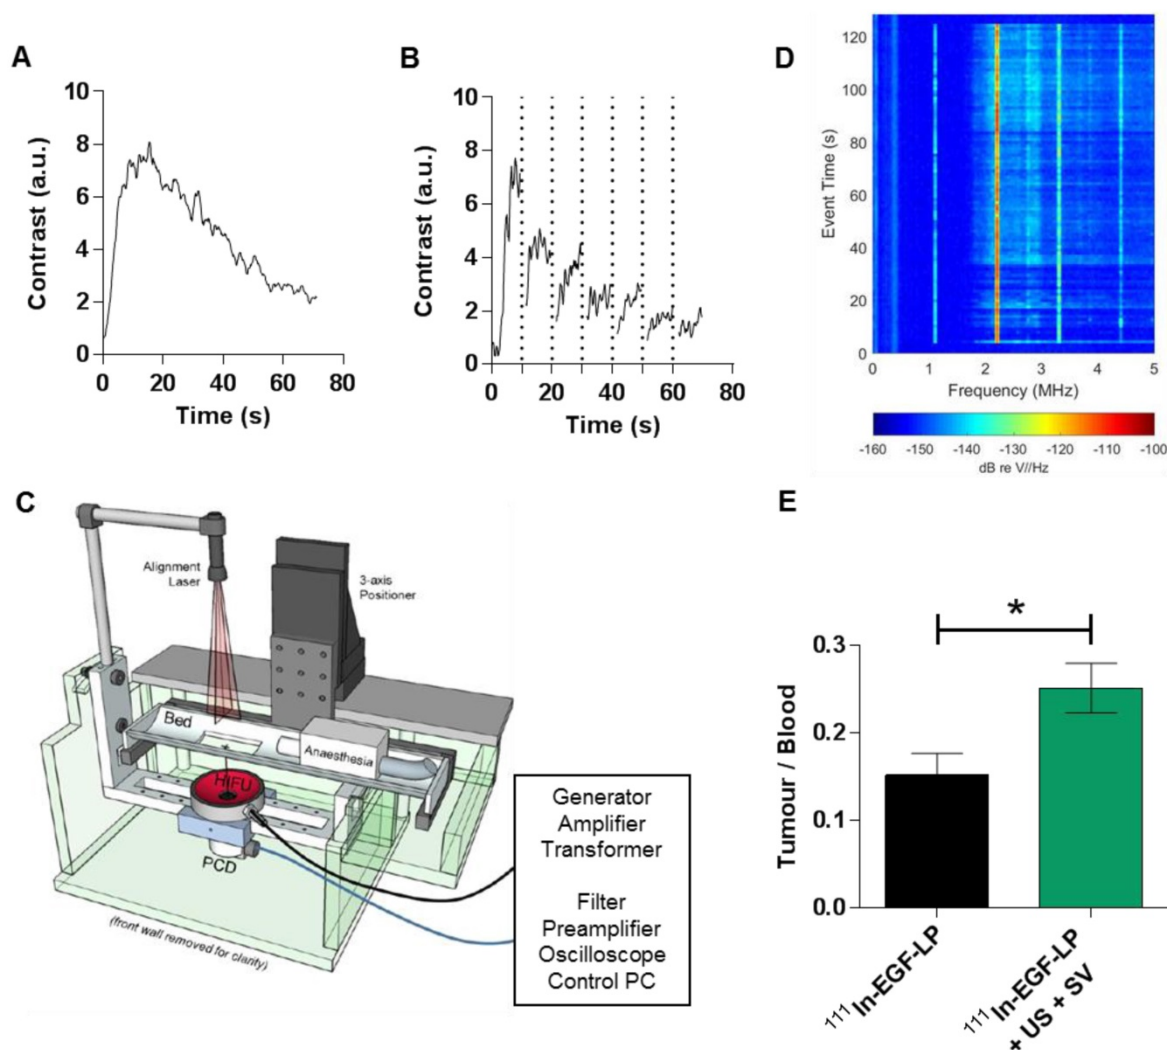 A
Contrast (a.u.)
10
8
6
4
2
0
0 20 40 60 80
Time (s)
B
Contrast (a.u.)
10
8
6
4
2
0
0 20 40 60 80
Time (s)
D
Event Time (s)
120
100
80
60
40
20
0
0 1 2 3 4 5
Frequency (MHz)
-160 -150 -140 -130 -120 -110 -100
dB re V//Hz
C
Alignment
Laser
3-axis
Positioner
Bed
Anaesthesia
HIFU
PCD
(front wall removed for clarity)
Generator
Amplifier
Transformer
Filter
Preamplifier
Oscilloscope
Control PC
E
*
Tumour / Blood
0.3
0.2
0.1
0.0
¹¹¹In-EGF-LP
¹¹¹In-EGF-LP
+ US + SV